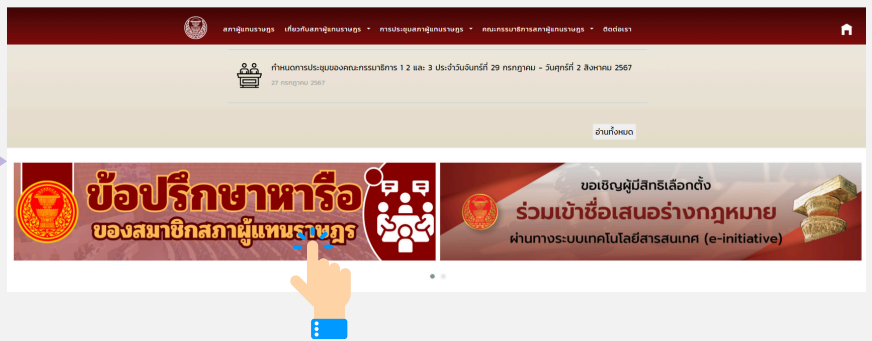 สภาผู้แทนราษฎร เกี่ยวกับสภาผู้แทนราษฎร การประชุมสภาผู้แทนราษฎร คณะกรรมาธิการสภาผู้แทนราษฎร ติดต่อเรา
กำหนดการประชุมของคณะกรรมาธิการ 1 2 และ 3 ประจำวันจันทร์ที่ 29 กรกฎาคม - วันศุกร์ที่ 2 สิงหาคม 2567
27 กรกฎาคม 2567
อ่านทั้งหมด
ข้อปรึกษาหารือ
ของสมาชิกสภาผู้แทนราษฎร
ขอเชิญผู้มีสิทธิเลือกตั้ง
ร่วมเข้าชื่อเสนอร่างกฎหมาย
ผ่านทางระบบเทคโนโลยีสารสนเทศ (e-initiative)